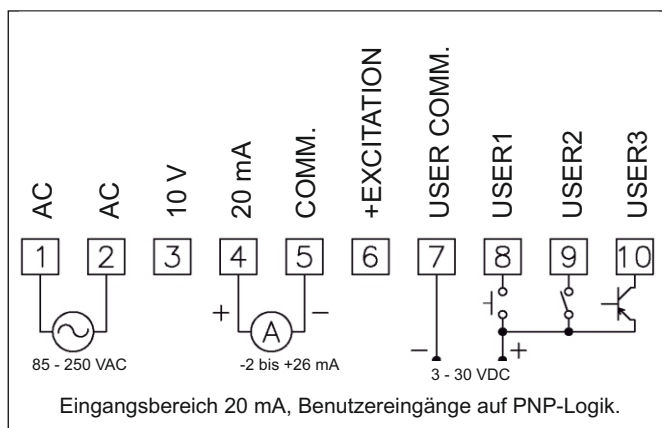 AC
AC
10 V
20 mA
COMM.
+EXCITATION
USER COMM.
USER1
USER2
USER3
1 2 3 4 5 6 7 8 9 10
+ A −
− +
85 - 250 VAC
-2 bis +26 mA
3 - 30 VDC
Eingangsbereich 20 mA, Benutzereingänge auf PNP-Logik.